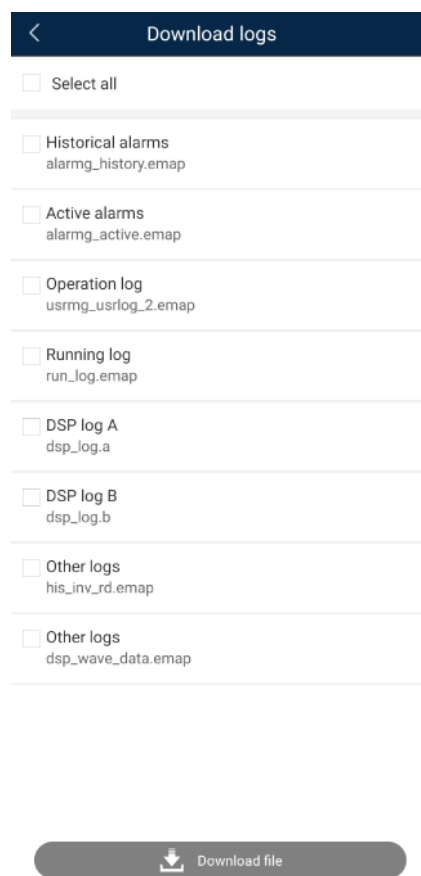 Download logs
Select all
Historical alarms
alarmg_history.emap
Active alarms
alarmg_active.emap
Operation log
usrmg_usrlog_2.emap
Running log
run_log.emap
DSP log A
dsp_log.a
DSP log B
dsp_log.b
Other logs
his_inv_rd.emap
Other logs
dsp_wave_data.emap
Download file